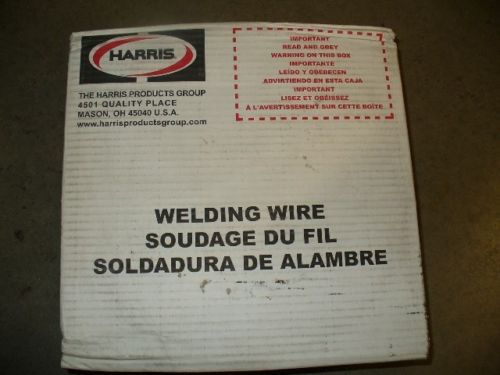 HARRIS
THE HARRIS PRODUCTS GROUP
4501 QUALITY PLACE
MASON, OH 45040 U.S.A.
www.harrisproductsgroup.com
IMPORTANT
READ AND OBEY
WARNING ON THIS BOX
IMPORTANTE
LEIDO Y OBEDECEN
ADVIRTIENDO EN ESTA CAJA
IMPORTANT
LISEZ ET OBÉISSEZ
À L'AVERTISSEMENT SUR CETTE BOÎTE
WELDING WIRE
SOUDAGE DU FIL
SOLDADURA DE ALAMBRE